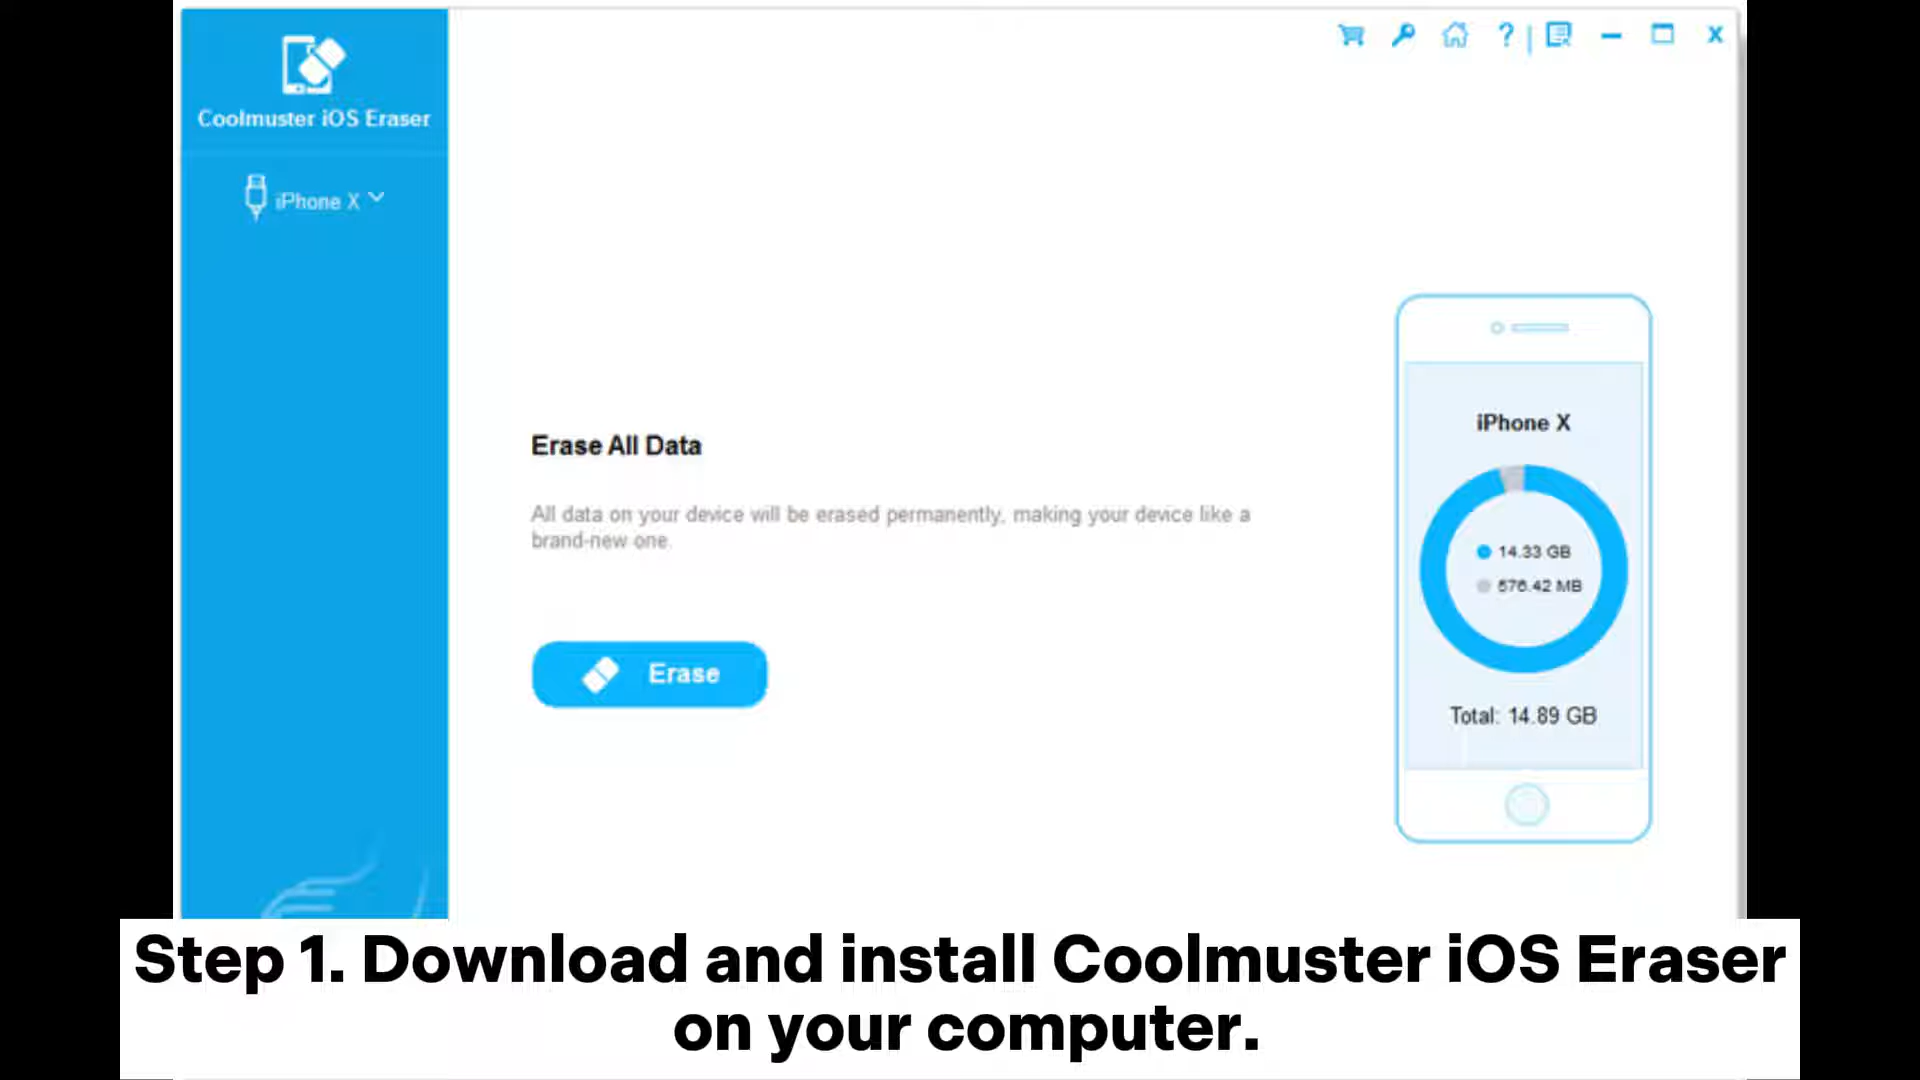 Coolmuster iOS Eraser
iPhone X
Erase All Data
All data on your device will be erased permanently, making your device like a
brand-new one.
Erase
iPhone X
14.33 GB
576.42 MB
Total: 14.89 GB
Step 1. Download and install Coolmuster iOS Eraser
on your computer.